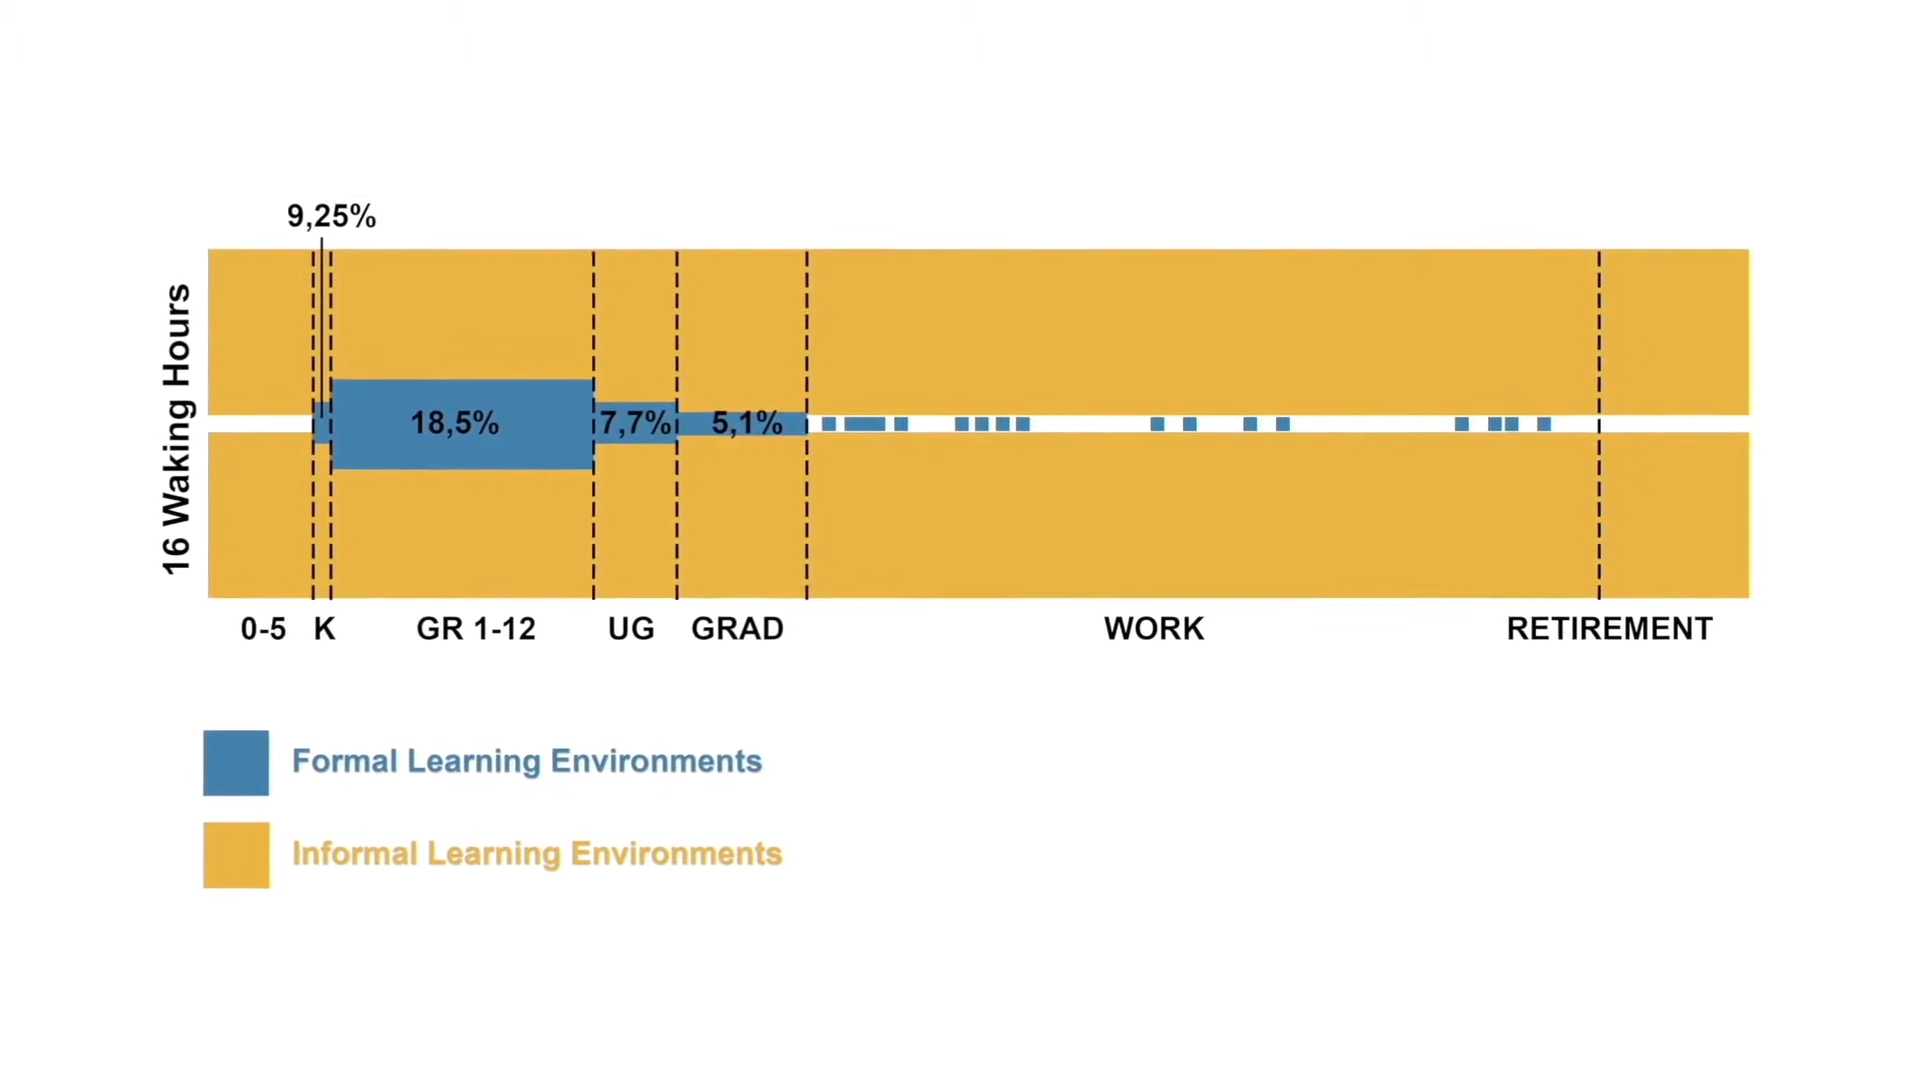 9,25%
16 Waking Hours
18,5%
7,7%
5,1%
0-5
K
GR 1-12
UG
GRAD
WORK
RETIREMENT
Formal Learning Environments
Informal Learning Environments